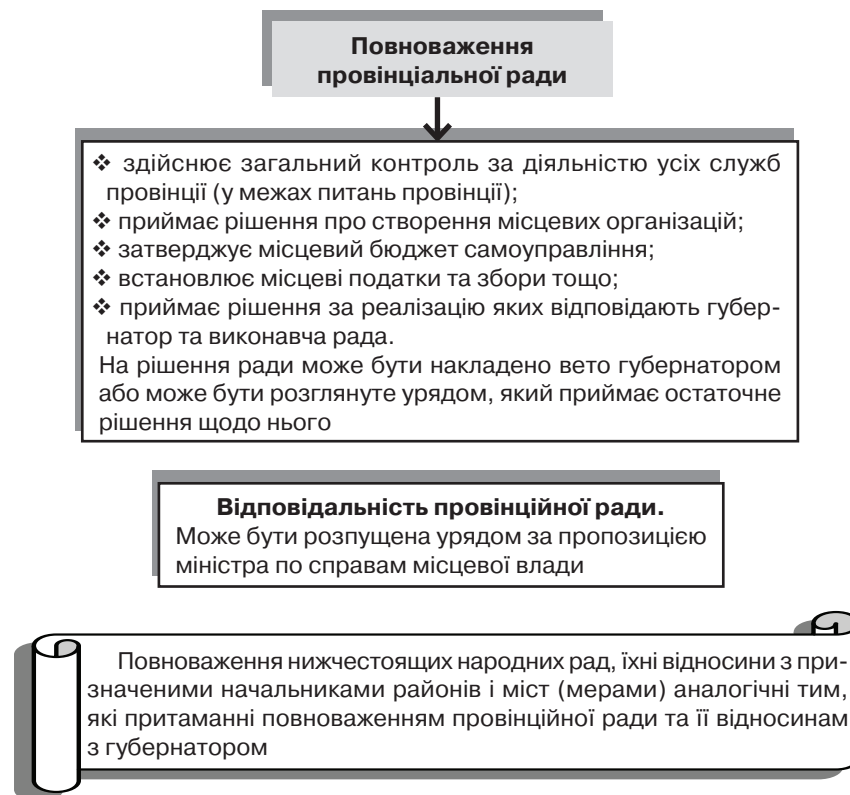 Повноваження
провінціальної ради
❖ здійснює загальний контроль за діяльністю усіх служб
провінції (у межах питань провінції);
❖ приймає рішення про створення місцевих організацій;
❖ затверджує місцевий бюджет самоуправління;
❖ встановлює місцеві податки та збори тощо;
❖ приймає рішення за реалізацію яких відповідають губер-
натор та виконавча рада.
На рішення ради може бути накладено вето губернатором
або може бути розглянуте урядом, який приймає остаточне
рішення щодо нього
Відповідальність провінційної ради.
Може бути розпущена урядом за пропозицією
міністра по справам місцевої влади
Повноваження нижчестоящих народних рад, їхні відносини з при-
значеними начальниками районів і міст (мерами) аналогічні тим,
які притаманні повноваженням провінційної ради та її відносинам
з губернатором